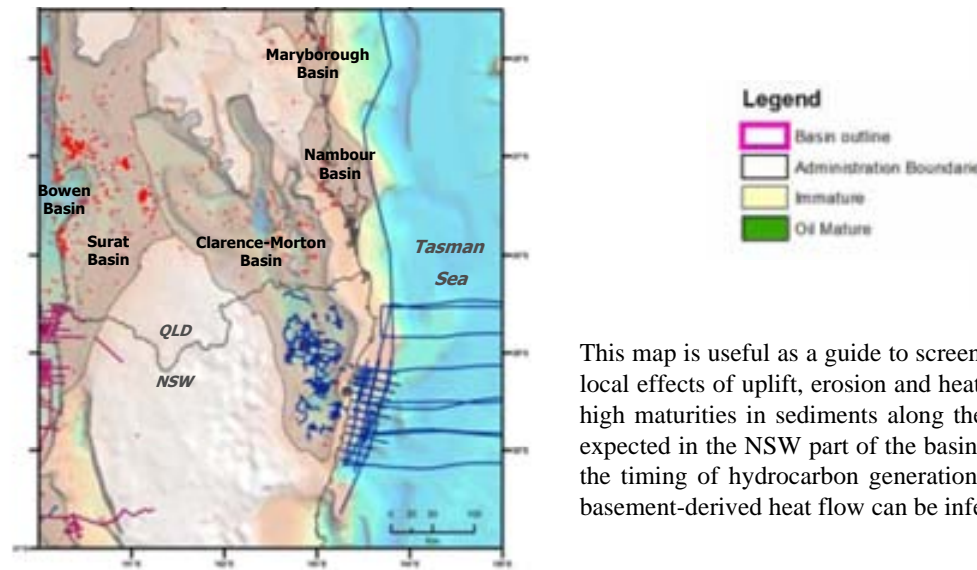 Maryborough
Basin
Nambour
Basin
Bowen
Basin
Surat
Basin
Clarence-Morton
Basin
Tasman
Sea
QLD
NSW
Legend
Basin outline
Administration Boundarie
Immature
Oil Mature
This map is useful as a guide to screen
local effects of uplift, erosion and heat
high maturities in sediments along the
expected in the NSW part of the basin
the timing of hydrocarbon generation
basement-derived heat flow can be infe